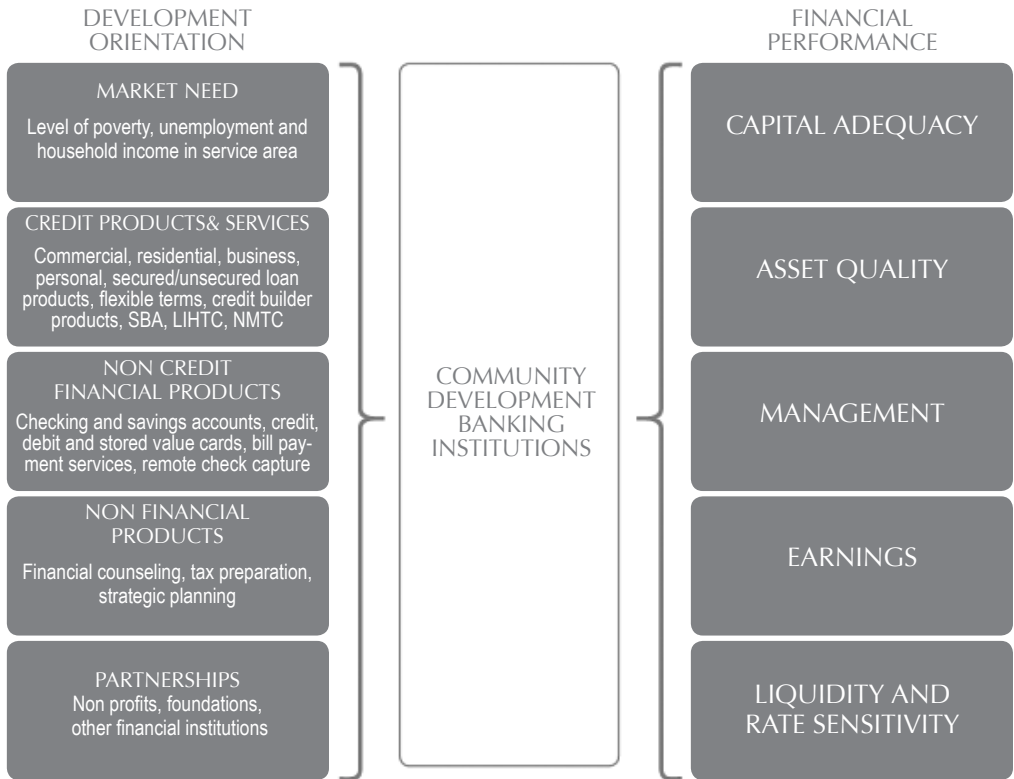 DEVELOPMENT
ORIENTATION
MARKET NEED
Level of poverty, unemployment and
household income in service area
CREDIT PRODUCTS& SERVICES
Commercial, residential, business,
personal, secured/unsecured loan
products, flexible terms, credit builder
products, SBA, LIHTC, NMTC
NON CREDIT
FINANCIAL PRODUCTS
Checking and savings accounts, credit,
debit and stored value cards, bill pay-
ment services, remote check capture
NON FINANCIAL
PRODUCTS
Financial counseling, tax preparation,
strategic planning
PARTNERSHIPS
Non profits, foundations,
other financial institutions
COMMUNITY
DEVELOPMENT
BANKING
INSTITUTIONS
FINANCIAL
PERFORMANCE
CAPITAL ADEQUACY
ASSET QUALITY
MANAGEMENT
EARNINGS
LIQUIDITY AND
RATE SENSITIVITY